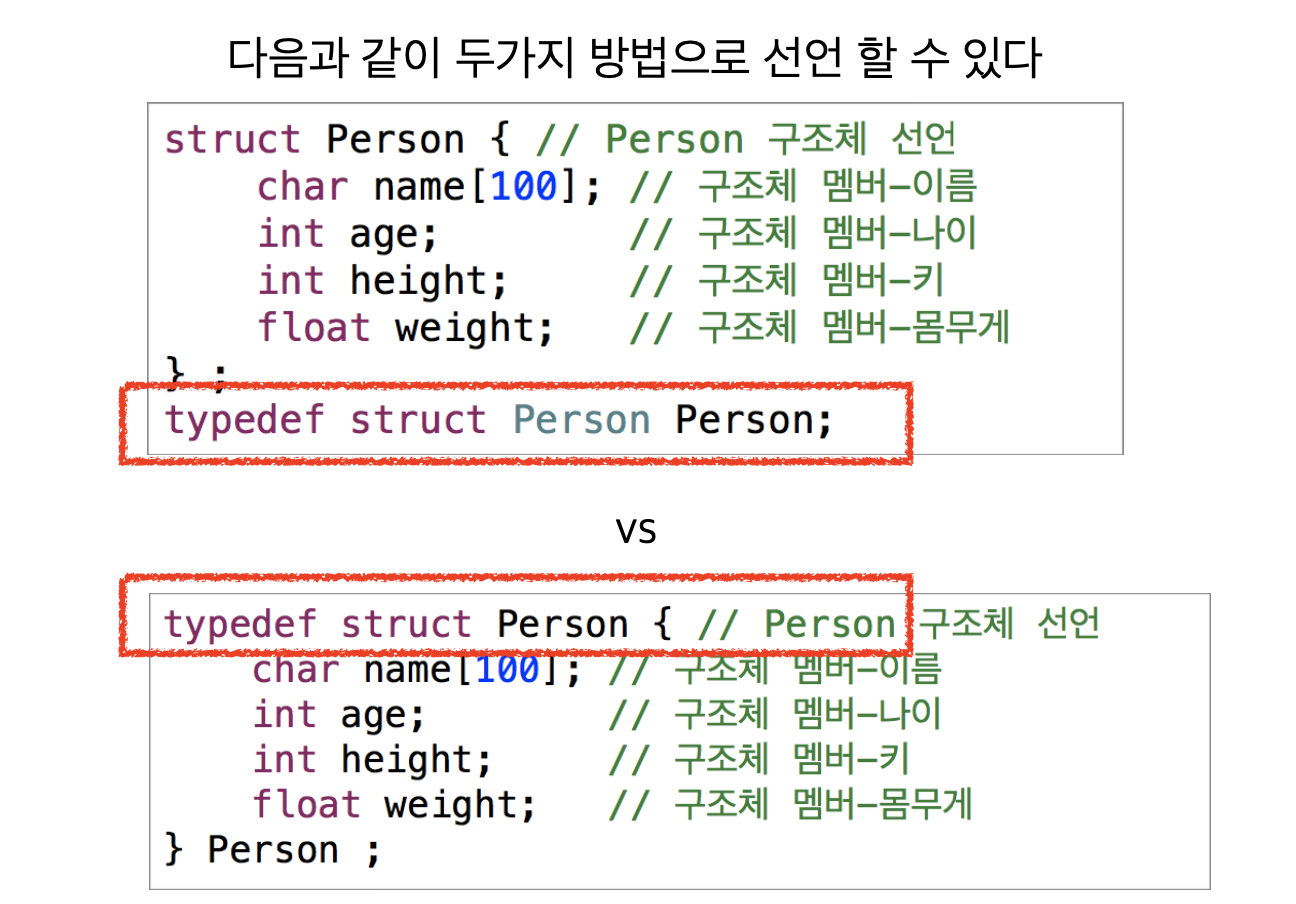 다음과 같이 두가지 방법으로 선언 할 수 있다
struct Person { // Person 구조체 선언
    char name[100]; // 구조체 멤버-이름
    int age;        // 구조체 멤버-나이
    int height;     // 구조체 멤버-키
    float weight;   // 구조체 멤버-몸무게
} ;
typedef struct Person Person;
vs
typedef struct Person { // Person 구조체 선언
    char name[100]; // 구조체 멤버-이름
    int age;        // 구조체 멤버-나이
    int height;     // 구조체 멤버-키
    float weight;   // 구조체 멤버-몸무게
} Person ;